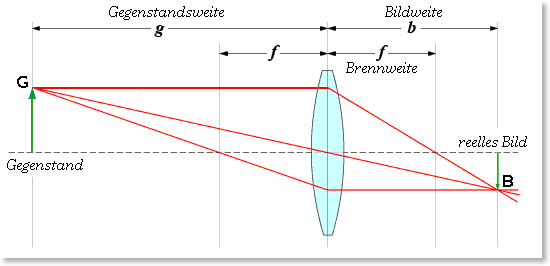 Gegenstandsweite Bildweite
g b
f f
Brennweite
G
reelles Bild
Gegenstand
B